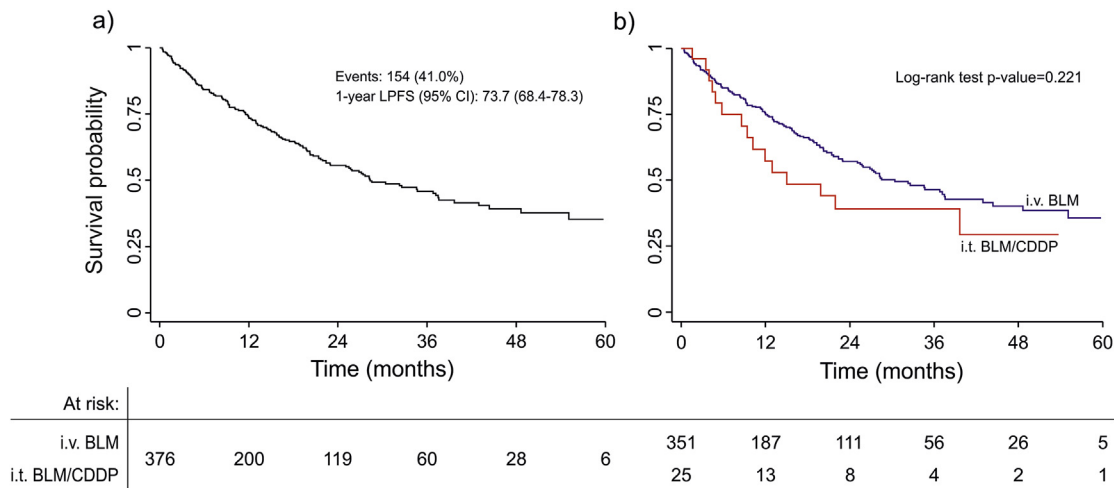 a)
Survival probability
1
0.75
0.5
0.25
0
Events: 154 (41.0%)
1-year LPFS (95% CI): 73.7 (68.4-78.3)
0 12 24 36 48 60
Time (months)
b)
1
0.75
0.5
0.25
0
Log-rank test p-value=0.221
i.v. BLM
i.t. BLM/CDDP
0 12 24 36 48 60
Time (months)
At risk:
i.v. BLM
i.t. BLM/CDDP
376 200 119 60 28 6
351 187 111 56 26 5
25 13 8 4 2 1